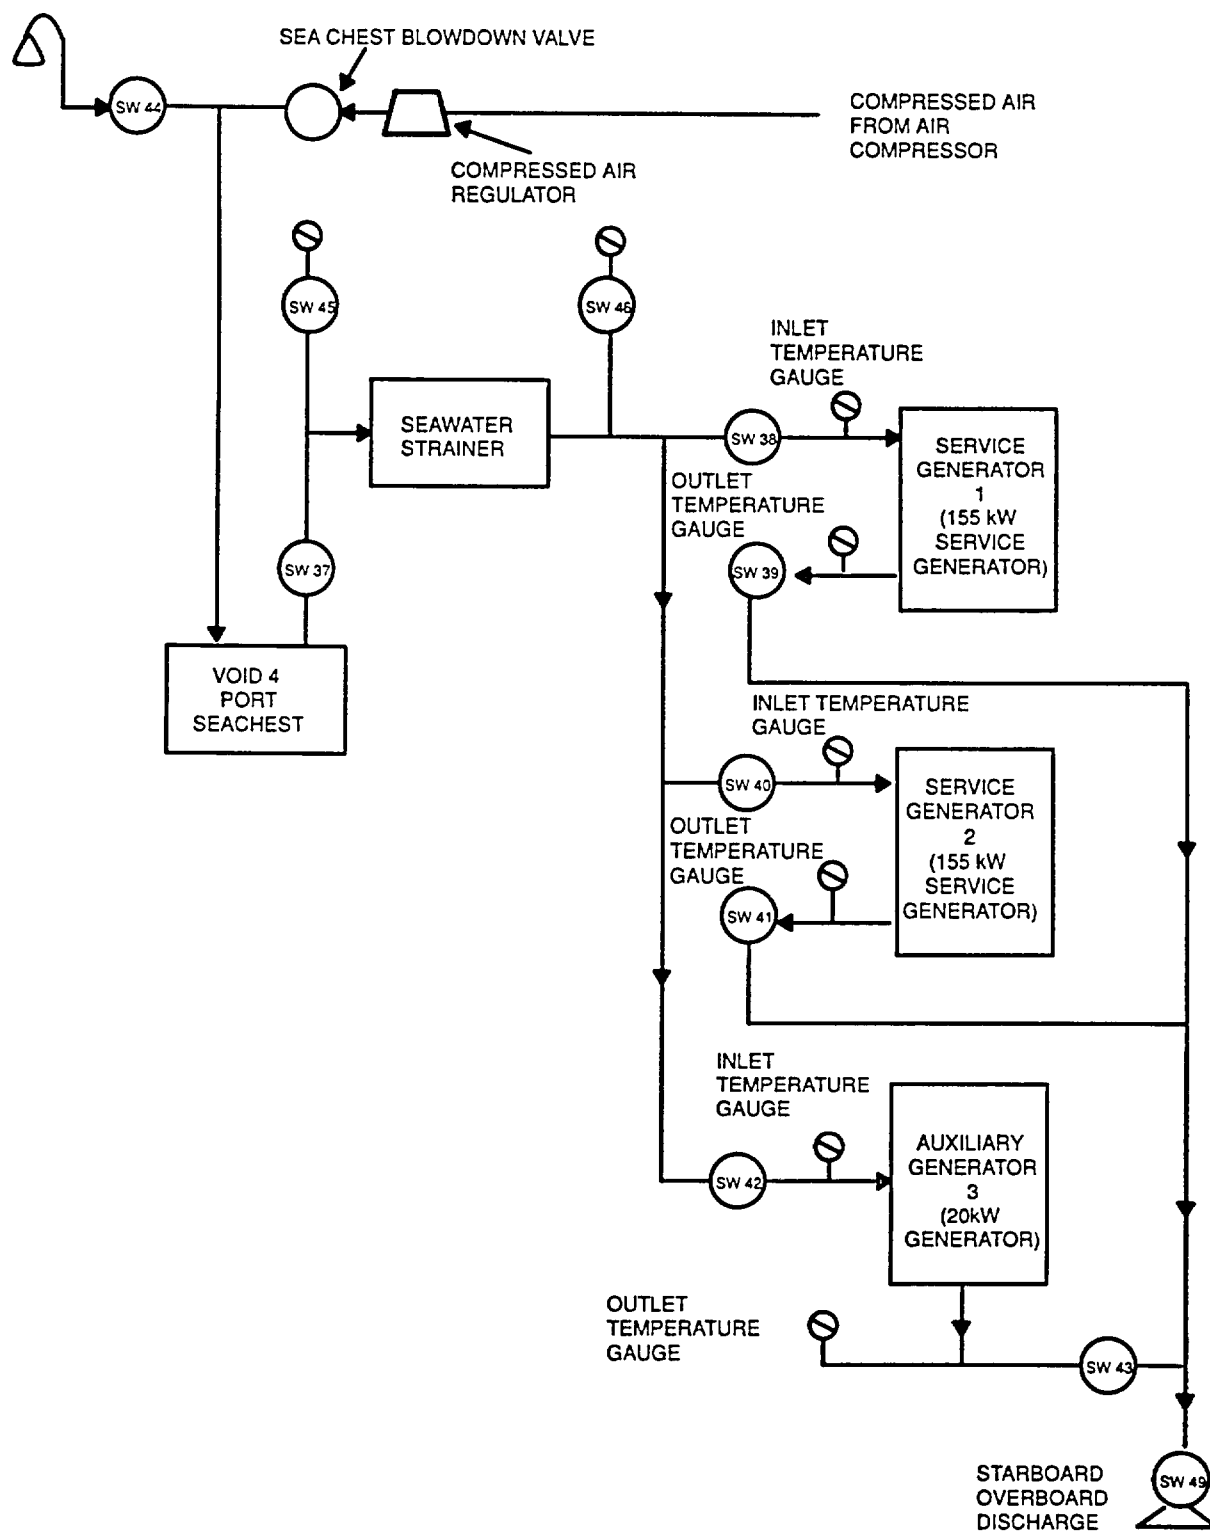 SEA CHEST BLOWDOWN VALVE
SW 44
COMPRESSED AIR
FROM AIR
COMPRESSOR
COMPRESSED AIR
REGULATOR
SW 45
SW 46
INLET
TEMPERATURE
GAUGE
SEAWATER
STRAINER
SW 38
SERVICE
GENERATOR
1
(155 kW
SERVICE
GENERATOR)
OUTLET
TEMPERATURE
GAUGE
SW 37
SW 39
VOID 4
PORT
SEACHEST
INLET TEMPERATURE
GAUGE
SW 40
SERVICE
GENERATOR
2
(155 kW
SERVICE
GENERATOR)
OUTLET
TEMPERATURE
GAUGE
SW 41
INLET
TEMPERATURE
GAUGE
SW 42
AUXILIARY
GENERATOR
3
(20kW
GENERATOR)
OUTLET
TEMPERATURE
GAUGE
SW 43
STARBOARD
OVERBOARD
DISCHARGE
SW 49